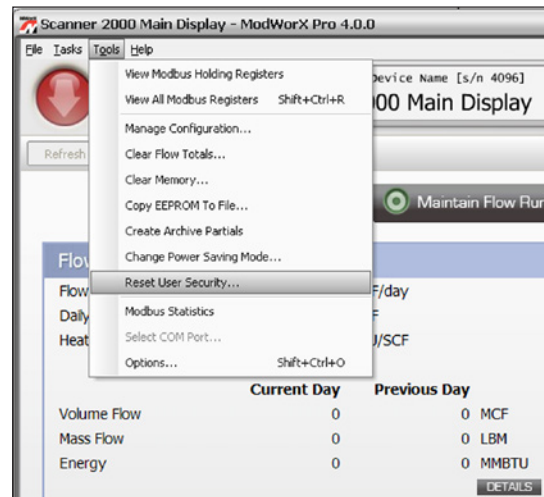 Scanner 2000 Main Display - ModWorX Pro 4.0.0
File Tasks Tools Help
View Modbus Holding Registers
View All Modbus Registers Shift+Ctrl+R
Manage Configuration...
Clear Flow Totals...
Clear Memory...
Copy EEPROM To File...
Create Archive Partials
Change Power Saving Mode...
Reset User Security...
Modbus Statistics
Select COM Port...
Options... Shift+Ctrl+O
Device Name [s/n 4096]
00 Main Display
Refresh
Maintain Flow Run
Flow
Flow F/day
Daily F
Heat J/SCF
Current Day Previous Day
Volume Flow 0 0 MCF
Mass Flow 0 0 LBM
Energy 0 0 MMBTU
DETAILS